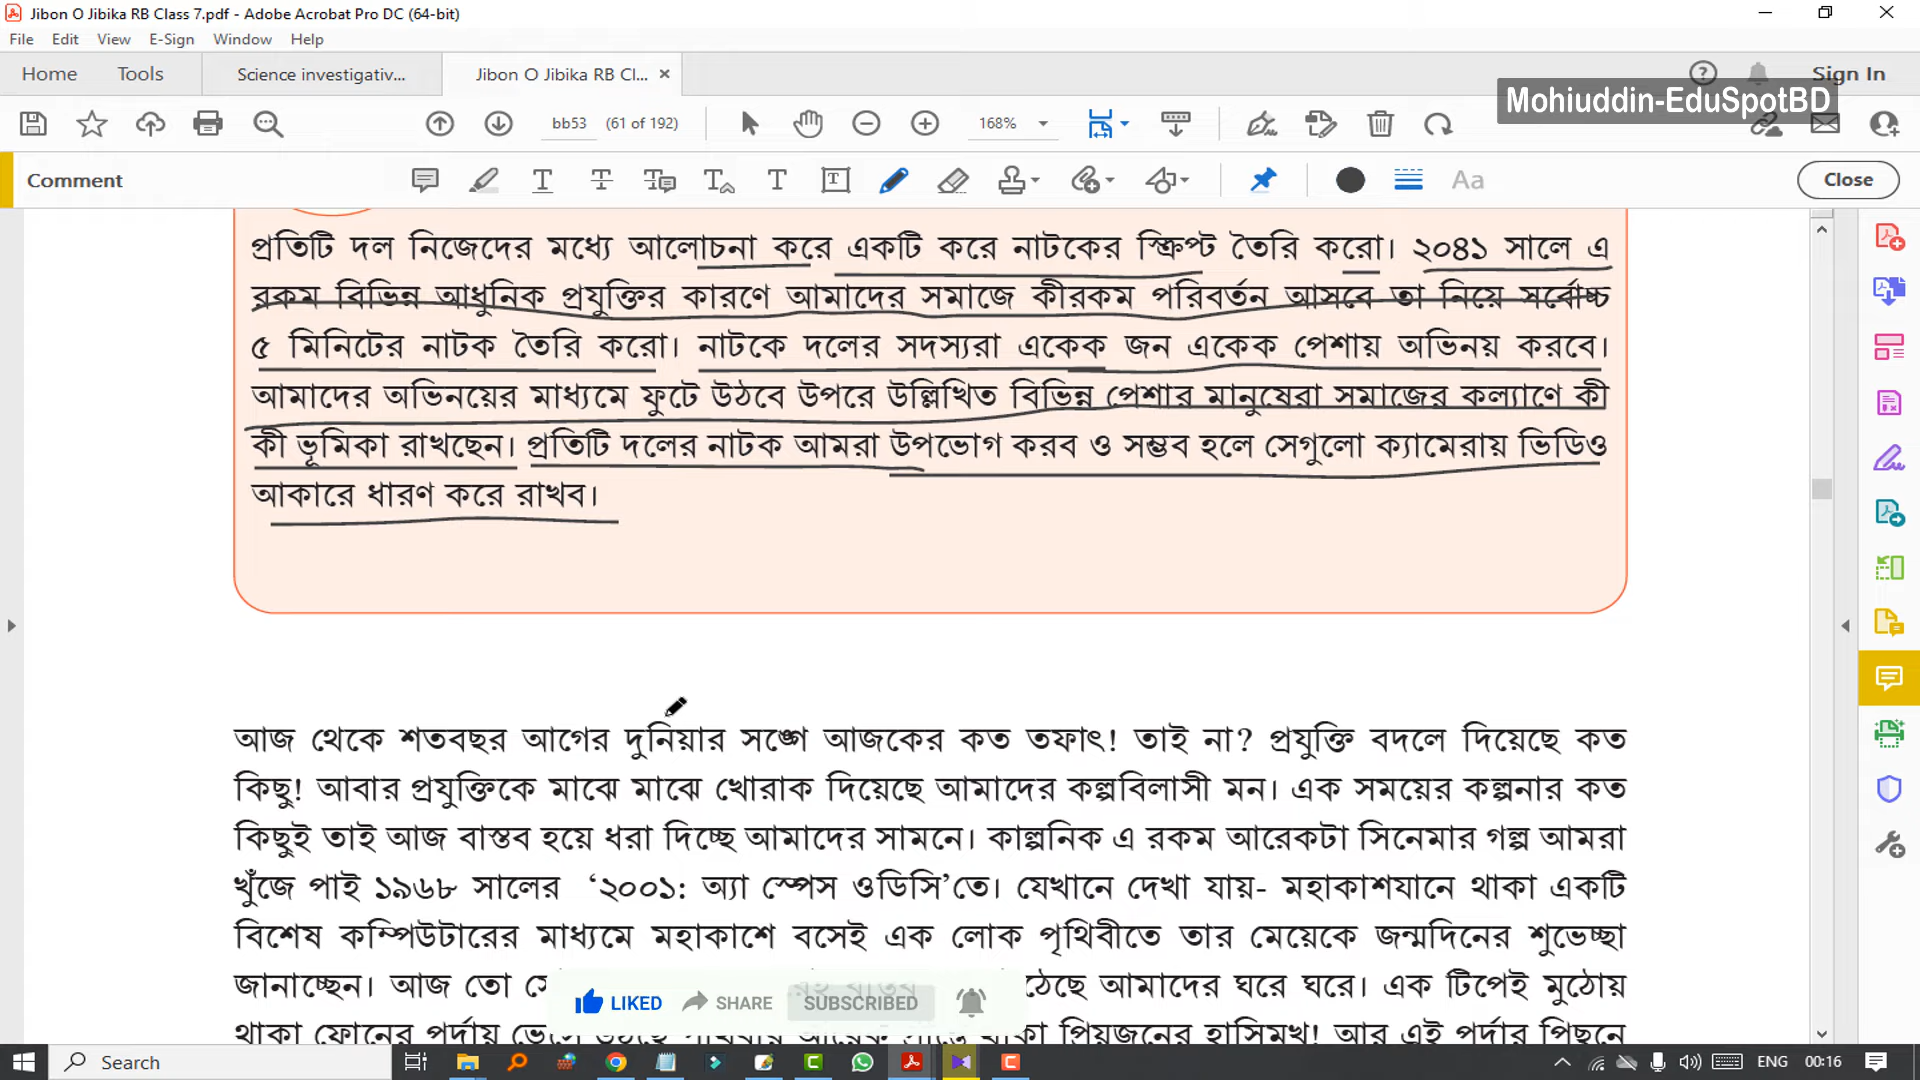 Jibon O Jibika RB Class 7.pdf - Adobe Acrobat Pro DC (64-bit)
File Edit View E-Sign Window Help
Home Tools Science investigativ... Jibon O Jibika RB Cl... Sign In
Mohiuddin-EduSpotBD
bb53 (61 of 192) 168%
Comment Close
প্রতিটি দল নিজেদের মধ্যে আলোচনা করে একটি করে নাটকের স্ক্রিপ্ট তৈরি করো। ২০৪১ সালে এ
রকম বিভিন্ন আধুনিক প্রযুক্তির কারণে আমাদের সমাজে কীরকম পরিবর্তন আসবে তা নিয়ে সর্বোচ্চ
৫ মিনিটের নাটক তৈরি করো। নাটকে দলের সদস্যরা একেক জন একেক পেশায় অভিনয় করবে।
আমাদের অভিনয়ের মাধ্যমে ফুটে উঠবে উপরে উল্লিখিত বিভিন্ন পেশার মানুষেরা সমাজের কল্যাণে কী
কী ভূমিকা রাখছেন। প্রতিটি দলের নাটক আমরা উপভোগ করব ও সম্ভব হলে সেগুলো ক্যামেরায় ভিডিও
আকারে ধারণ করে রাখব।
আজ থেকে শতবছর আগের দুনিয়ার সঙ্গে আজকের কত তফাৎ! তাই না? প্রযুক্তি বদলে দিয়েছে কত
কিছু! আবার প্রযুক্তিকে মাঝে মাঝে খোরাক দিয়েছে আমাদের কল্পবিলাসী মন। এক সময়ের কল্পনার কত
কিছুই তাই আজ বাস্তব হয়ে ধরা দিচ্ছে আমাদের সামনে। কাল্পনিক এ রকম আরেকটা সিনেমার গল্প আমরা
খুঁজে পাই ১৯৬৮ সালের ‘২০০১: অ্যা স্পেস ওডিসি’তে। যেখানে দেখা যায়- মহাকাশযানে থাকা একটি
বিশেষ কম্পিউটারের মাধ্যমে মহাকাশে বসেই এক লোক পৃথিবীতে তার মেয়েকে জন্মদিনের শুভেচ্ছা
জানাচ্ছেন। আজ তো আমাদের ঘরে ঘরে। এক টিপেই মুঠোয়
থাকা ফোনের পর্দায় প্রিয়জনের হাসিমুখ! আর এই পর্দার পিছনে
LIKED SHARE SUBSCRIBED
Search ENG 00:16